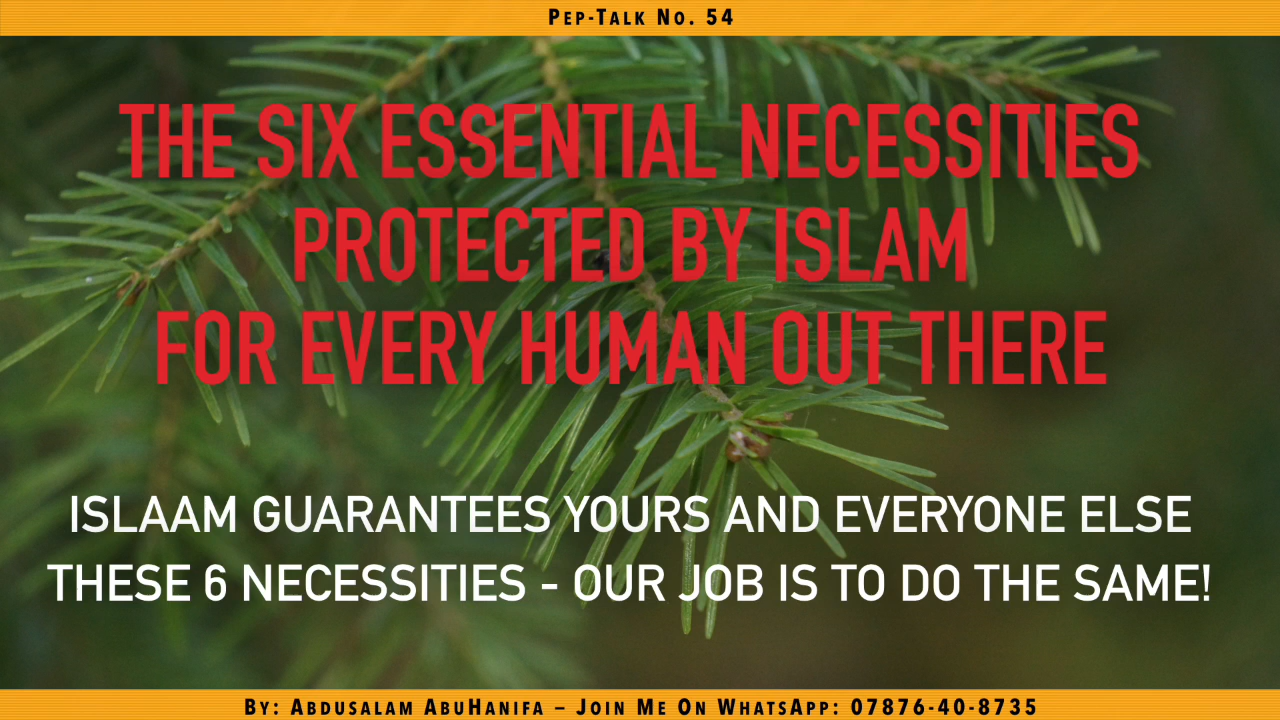 Pep-Talk No. 54
THE SIX ESSENTIAL NECESSITIES
PROTECTED BY ISLAM
FOR EVERY HUMAN OUT THERE
ISLAAM GUARANTEES YOURS AND EVERYONE ELSE
THESE 6 NECESSITIES - OUR JOB IS TO DO THE SAME!
By: Abdusalam AbuHanifa – Join Me On WhatsApp: 07876-40-8735